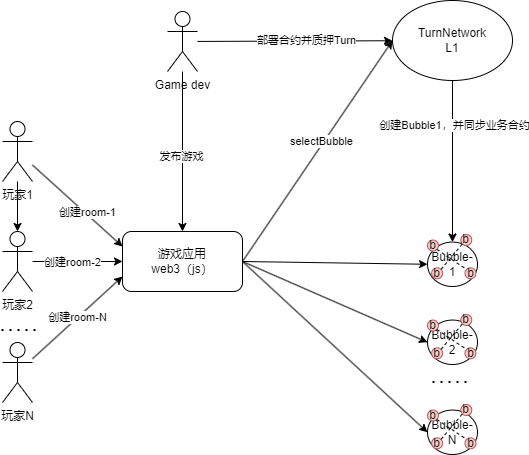 TurnNetwork
L1
部署合约并质押Turn
Game dev
创建Bubble1，并同步业务合约
selectBubble
发布游戏
玩家1
创建room-1
游戏应用
web3（js）
创建room-2
玩家2
创建room-N
玩家N
b
b
Bubble-
1
b
b
b
b
Bubble-
2
b
b
b
b
Bubble-
N
b
b